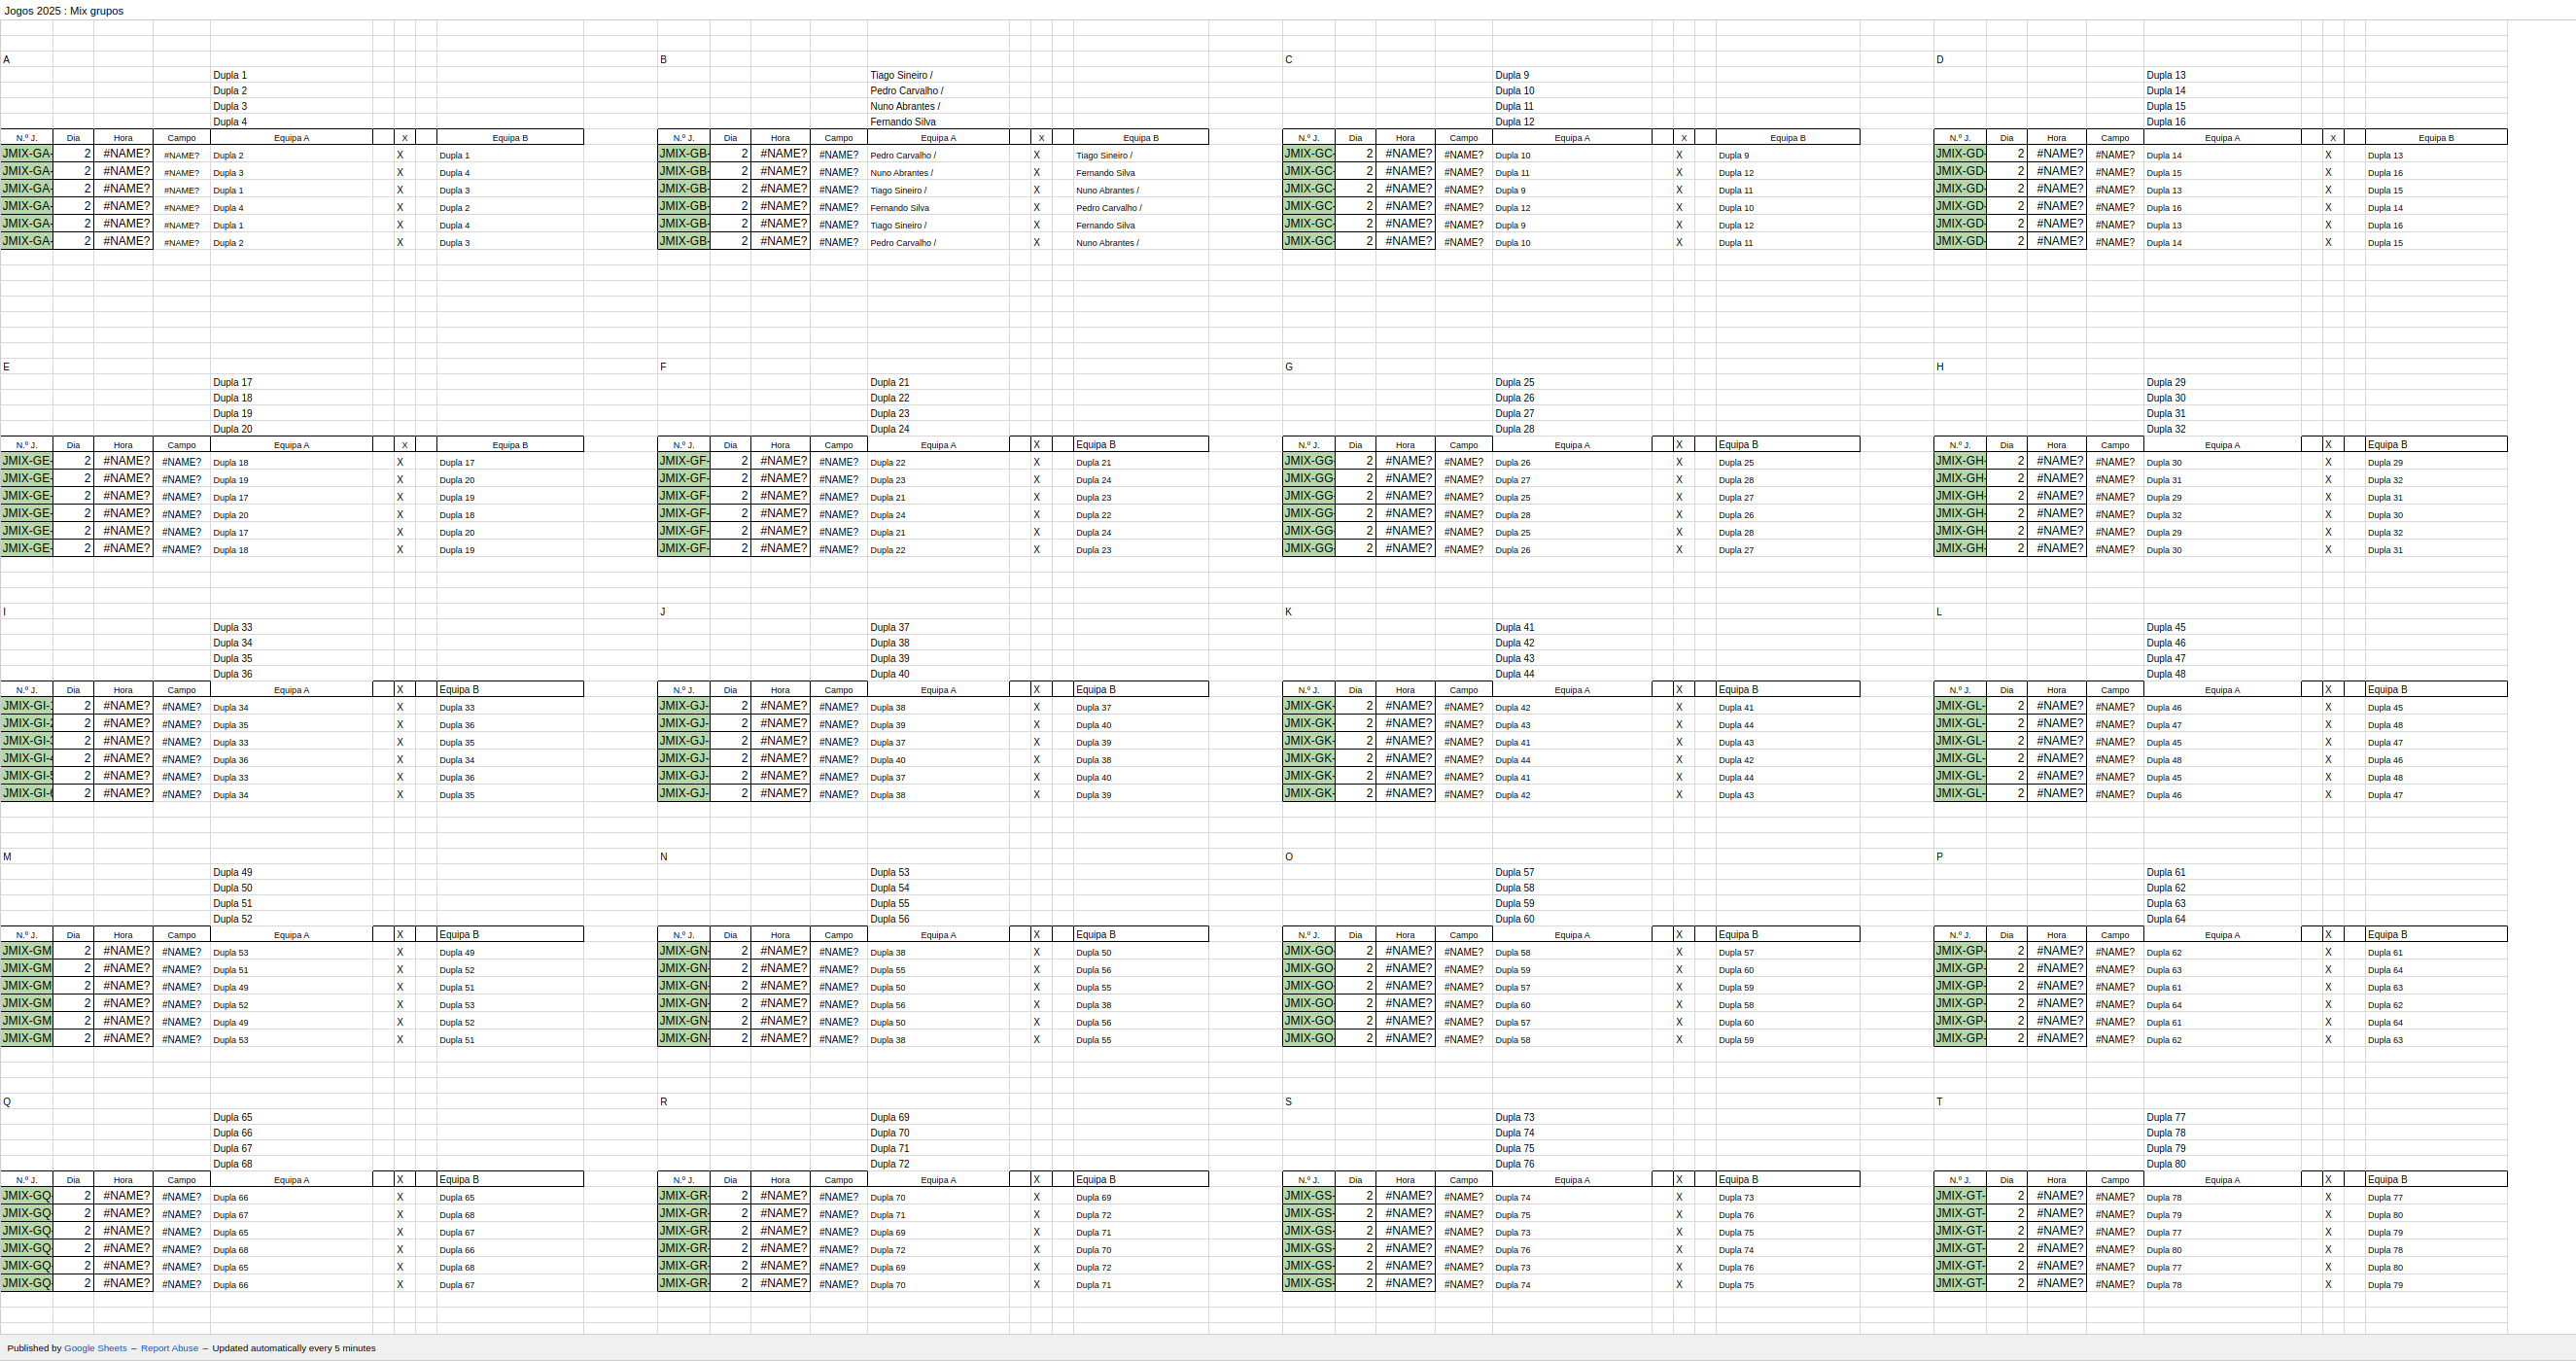 Jogos 2025 : Mix grupos
A B C D
Dupla 1 Tiago Sineiro / Dupla 9 Dupla 13
Dupla 2 Pedro Carvalho / Dupla 10 Dupla 14
Dupla 3 Nuno Abrantes / Dupla 11 Dupla 15
Dupla 4 Fernando Silva Dupla 12 Dupla 16
N.º J. Dia Hora Campo Equipa A X Equipa B N.º J. Dia Hora Campo Equipa A X Equipa B N.º J. Dia Hora Campo Equipa A X Equipa B N.º J. Dia Hora Campo Equipa A X Equipa B
JMIX-GA- 2 #NAME? #NAME? Dupla 2 X Dupla 1 JMIX-GB- 2 #NAME? #NAME? Pedro Carvalho / X Tiago Sineiro / JMIX-GC- 2 #NAME? #NAME? Dupla 10 X Dupla 9 JMIX-GD- 2 #NAME? #NAME? Dupla 14 X Dupla 13
JMIX-GA- 2 #NAME? #NAME? Dupla 3 X Dupla 4 JMIX-GB- 2 #NAME? #NAME? Nuno Abrantes / X Fernando Silva JMIX-GC- 2 #NAME? #NAME? Dupla 11 X Dupla 12 JMIX-GD- 2 #NAME? #NAME? Dupla 15 X Dupla 16
JMIX-GA- 2 #NAME? #NAME? Dupla 1 X Dupla 3 JMIX-GB- 2 #NAME? #NAME? Tiago Sineiro / X Nuno Abrantes / JMIX-GC- 2 #NAME? #NAME? Dupla 9 X Dupla 11 JMIX-GD- 2 #NAME? #NAME? Dupla 13 X Dupla 15
JMIX-GA- 2 #NAME? #NAME? Dupla 4 X Dupla 2 JMIX-GB- 2 #NAME? #NAME? Fernando Silva X Pedro Carvalho / JMIX-GC- 2 #NAME? #NAME? Dupla 12 X Dupla 10 JMIX-GD- 2 #NAME? #NAME? Dupla 16 X Dupla 14
JMIX-GA- 2 #NAME? #NAME? Dupla 1 X Dupla 4 JMIX-GB- 2 #NAME? #NAME? Tiago Sineiro / X Fernando Silva JMIX-GC- 2 #NAME? #NAME? Dupla 9 X Dupla 12 JMIX-GD- 2 #NAME? #NAME? Dupla 13 X Dupla 16
JMIX-GA- 2 #NAME? #NAME? Dupla 2 X Dupla 3 JMIX-GB- 2 #NAME? #NAME? Pedro Carvalho / X Nuno Abrantes / JMIX-GC- 2 #NAME? #NAME? Dupla 10 X Dupla 11 JMIX-GD- 2 #NAME? #NAME? Dupla 14 X Dupla 15
E F G H
Dupla 17 Dupla 21 Dupla 25 Dupla 29
Dupla 18 Dupla 22 Dupla 26 Dupla 30
Dupla 19 Dupla 23 Dupla 27 Dupla 31
Dupla 20 Dupla 24 Dupla 28 Dupla 32
N.º J. Dia Hora Campo Equipa A X Equipa B N.º J. Dia Hora Campo Equipa A X Equipa B N.º J. Dia Hora Campo Equipa A X Equipa B N.º J. Dia Hora Campo Equipa A X Equipa B
JMIX-GE- 2 #NAME? #NAME? Dupla 18 X Dupla 17 JMIX-GF- 2 #NAME? #NAME? Dupla 22 X Dupla 21 JMIX-GG- 2 #NAME? #NAME? Dupla 26 X Dupla 25 JMIX-GH- 2 #NAME? #NAME? Dupla 30 X Dupla 29
JMIX-GE- 2 #NAME? #NAME? Dupla 19 X Dupla 20 JMIX-GF- 2 #NAME? #NAME? Dupla 23 X Dupla 24 JMIX-GG- 2 #NAME? #NAME? Dupla 27 X Dupla 28 JMIX-GH- 2 #NAME? #NAME? Dupla 31 X Dupla 32
JMIX-GE- 2 #NAME? #NAME? Dupla 17 X Dupla 19 JMIX-GF- 2 #NAME? #NAME? Dupla 21 X Dupla 23 JMIX-GG- 2 #NAME? #NAME? Dupla 25 X Dupla 27 JMIX-GH- 2 #NAME? #NAME? Dupla 29 X Dupla 31
JMIX-GE- 2 #NAME? #NAME? Dupla 20 X Dupla 18 JMIX-GF- 2 #NAME? #NAME? Dupla 24 X Dupla 22 JMIX-GG- 2 #NAME? #NAME? Dupla 28 X Dupla 26 JMIX-GH- 2 #NAME? #NAME? Dupla 32 X Dupla 30
JMIX-GE- 2 #NAME? #NAME? Dupla 17 X Dupla 20 JMIX-GF- 2 #NAME? #NAME? Dupla 21 X Dupla 24 JMIX-GG- 2 #NAME? #NAME? Dupla 25 X Dupla 28 JMIX-GH- 2 #NAME? #NAME? Dupla 29 X Dupla 32
JMIX-GE- 2 #NAME? #NAME? Dupla 18 X Dupla 19 JMIX-GF- 2 #NAME? #NAME? Dupla 22 X Dupla 23 JMIX-GG- 2 #NAME? #NAME? Dupla 26 X Dupla 27 JMIX-GH- 2 #NAME? #NAME? Dupla 30 X Dupla 31
I J K L
Dupla 33 Dupla 37 Dupla 41 Dupla 45
Dupla 34 Dupla 38 Dupla 42 Dupla 46
Dupla 35 Dupla 39 Dupla 43 Dupla 47
Dupla 36 Dupla 40 Dupla 44 Dupla 48
N.º J. Dia Hora Campo Equipa A X Equipa B N.º J. Dia Hora Campo Equipa A X Equipa B N.º J. Dia Hora Campo Equipa A X Equipa B N.º J. Dia Hora Campo Equipa A X Equipa B
JMIX-GI-1 2 #NAME? #NAME? Dupla 34 X Dupla 33 JMIX-GJ- 2 #NAME? #NAME? Dupla 38 X Dupla 37 JMIX-GK- 2 #NAME? #NAME? Dupla 42 X Dupla 41 JMIX-GL- 2 #NAME? #NAME? Dupla 46 X Dupla 45
JMIX-GI-2 2 #NAME? #NAME? Dupla 35 X Dupla 36 JMIX-GJ- 2 #NAME? #NAME? Dupla 39 X Dupla 40 JMIX-GK- 2 #NAME? #NAME? Dupla 43 X Dupla 44 JMIX-GL- 2 #NAME? #NAME? Dupla 47 X Dupla 48
JMIX-GI-3 2 #NAME? #NAME? Dupla 33 X Dupla 35 JMIX-GJ- 2 #NAME? #NAME? Dupla 37 X Dupla 39 JMIX-GK- 2 #NAME? #NAME? Dupla 41 X Dupla 43 JMIX-GL- 2 #NAME? #NAME? Dupla 45 X Dupla 47
JMIX-GI-4 2 #NAME? #NAME? Dupla 36 X Dupla 34 JMIX-GJ- 2 #NAME? #NAME? Dupla 40 X Dupla 38 JMIX-GK- 2 #NAME? #NAME? Dupla 44 X Dupla 42 JMIX-GL- 2 #NAME? #NAME? Dupla 48 X Dupla 46
JMIX-GI-5 2 #NAME? #NAME? Dupla 33 X Dupla 36 JMIX-GJ- 2 #NAME? #NAME? Dupla 37 X Dupla 40 JMIX-GK- 2 #NAME? #NAME? Dupla 41 X Dupla 44 JMIX-GL- 2 #NAME? #NAME? Dupla 45 X Dupla 48
JMIX-GI-6 2 #NAME? #NAME? Dupla 34 X Dupla 35 JMIX-GJ- 2 #NAME? #NAME? Dupla 38 X Dupla 39 JMIX-GK- 2 #NAME? #NAME? Dupla 42 X Dupla 43 JMIX-GL- 2 #NAME? #NAME? Dupla 46 X Dupla 47
M N O P
Dupla 49 Dupla 53 Dupla 57 Dupla 61
Dupla 50 Dupla 54 Dupla 58 Dupla 62
Dupla 51 Dupla 55 Dupla 59 Dupla 63
Dupla 52 Dupla 56 Dupla 60 Dupla 64
N.º J. Dia Hora Campo Equipa A X Equipa B N.º J. Dia Hora Campo Equipa A X Equipa B N.º J. Dia Hora Campo Equipa A X Equipa B N.º J. Dia Hora Campo Equipa A X Equipa B
JMIX-GM 2 #NAME? #NAME? Dupla 53 X Dupla 49 JMIX-GN- 2 #NAME? #NAME? Dupla 38 X Dupla 50 JMIX-GO- 2 #NAME? #NAME? Dupla 58 X Dupla 57 JMIX-GP- 2 #NAME? #NAME? Dupla 62 X Dupla 61
JMIX-GM 2 #NAME? #NAME? Dupla 51 X Dupla 52 JMIX-GN- 2 #NAME? #NAME? Dupla 55 X Dupla 56 JMIX-GO- 2 #NAME? #NAME? Dupla 59 X Dupla 60 JMIX-GP- 2 #NAME? #NAME? Dupla 63 X Dupla 64
JMIX-GM 2 #NAME? #NAME? Dupla 49 X Dupla 51 JMIX-GN- 2 #NAME? #NAME? Dupla 50 X Dupla 55 JMIX-GO- 2 #NAME? #NAME? Dupla 57 X Dupla 59 JMIX-GP- 2 #NAME? #NAME? Dupla 61 X Dupla 63
JMIX-GM 2 #NAME? #NAME? Dupla 52 X Dupla 53 JMIX-GN- 2 #NAME? #NAME? Dupla 56 X Dupla 38 JMIX-GO- 2 #NAME? #NAME? Dupla 60 X Dupla 58 JMIX-GP- 2 #NAME? #NAME? Dupla 64 X Dupla 62
JMIX-GM 2 #NAME? #NAME? Dupla 49 X Dupla 52 JMIX-GN- 2 #NAME? #NAME? Dupla 50 X Dupla 56 JMIX-GO- 2 #NAME? #NAME? Dupla 57 X Dupla 60 JMIX-GP- 2 #NAME? #NAME? Dupla 61 X Dupla 64
JMIX-GM 2 #NAME? #NAME? Dupla 53 X Dupla 51 JMIX-GN- 2 #NAME? #NAME? Dupla 38 X Dupla 55 JMIX-GO- 2 #NAME? #NAME? Dupla 58 X Dupla 59 JMIX-GP- 2 #NAME? #NAME? Dupla 62 X Dupla 63
Q R S T
Dupla 65 Dupla 69 Dupla 73 Dupla 77
Dupla 66 Dupla 70 Dupla 74 Dupla 78
Dupla 67 Dupla 71 Dupla 75 Dupla 79
Dupla 68 Dupla 72 Dupla 76 Dupla 80
N.º J. Dia Hora Campo Equipa A X Equipa B N.º J. Dia Hora Campo Equipa A X Equipa B N.º J. Dia Hora Campo Equipa A X Equipa B N.º J. Dia Hora Campo Equipa A X Equipa B
JMIX-GQ- 2 #NAME? #NAME? Dupla 66 X Dupla 65 JMIX-GR- 2 #NAME? #NAME? Dupla 70 X Dupla 69 JMIX-GS- 2 #NAME? #NAME? Dupla 74 X Dupla 73 JMIX-GT- 2 #NAME? #NAME? Dupla 78 X Dupla 77
JMIX-GQ- 2 #NAME? #NAME? Dupla 67 X Dupla 68 JMIX-GR- 2 #NAME? #NAME? Dupla 71 X Dupla 72 JMIX-GS- 2 #NAME? #NAME? Dupla 75 X Dupla 76 JMIX-GT- 2 #NAME? #NAME? Dupla 79 X Dupla 80
JMIX-GQ- 2 #NAME? #NAME? Dupla 65 X Dupla 67 JMIX-GR- 2 #NAME? #NAME? Dupla 69 X Dupla 71 JMIX-GS- 2 #NAME? #NAME? Dupla 73 X Dupla 75 JMIX-GT- 2 #NAME? #NAME? Dupla 77 X Dupla 79
JMIX-GQ- 2 #NAME? #NAME? Dupla 68 X Dupla 66 JMIX-GR- 2 #NAME? #NAME? Dupla 72 X Dupla 70 JMIX-GS- 2 #NAME? #NAME? Dupla 76 X Dupla 74 JMIX-GT- 2 #NAME? #NAME? Dupla 80 X Dupla 78
JMIX-GQ- 2 #NAME? #NAME? Dupla 65 X Dupla 68 JMIX-GR- 2 #NAME? #NAME? Dupla 69 X Dupla 72 JMIX-GS- 2 #NAME? #NAME? Dupla 73 X Dupla 76 JMIX-GT- 2 #NAME? #NAME? Dupla 77 X Dupla 80
JMIX-GQ- 2 #NAME? #NAME? Dupla 66 X Dupla 67 JMIX-GR- 2 #NAME? #NAME? Dupla 70 X Dupla 71 JMIX-GS- 2 #NAME? #NAME? Dupla 74 X Dupla 75 JMIX-GT- 2 #NAME? #NAME? Dupla 78 X Dupla 79
Published by Google Sheets – Report Abuse – Updated automatically every 5 minutes